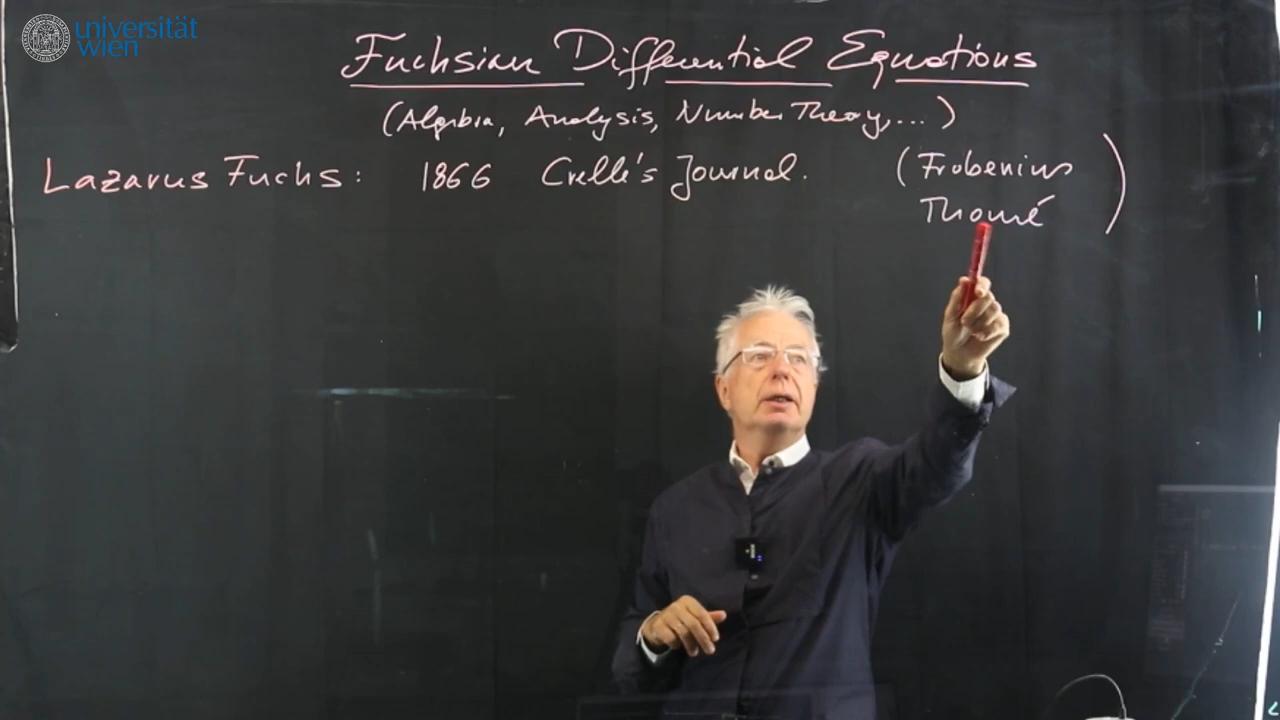 universität
wien
Fuchsian Differential Equations
(Algebra, Analysis, Number Theory, ...)
Lazarus Fuchs: 1866 Crelle's Journal. (Frobenius
Thomé)